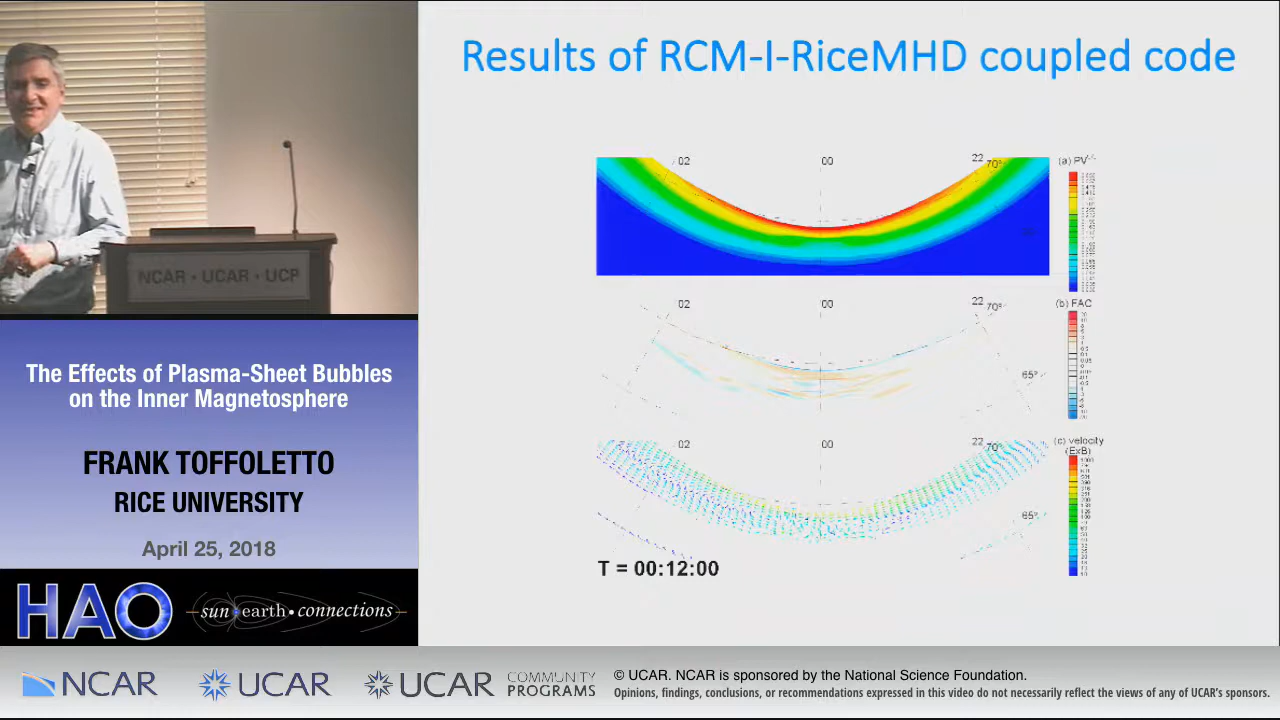 Results of RCM-I-RiceMHD coupled code
02
00
22
70°
(a) PV
02
00
22
70°
(b) FAC
65°
02
00
22
70°
(c) velocity
(ExB)
65°
T = 00:12:00
NCAR • UCAR • UCP
The Effects of Plasma-Sheet Bubbles
on the Inner Magnetosphere
FRANK TOFFOLETTO
RICE UNIVERSITY
April 25, 2018
HAO
sun•earth•connections
NCAR
UCAR
UCAR
COMMUNITY
PROGRAMS
© UCAR. NCAR is sponsored by the National Science Foundation.
Opinions, findings, conclusions, or recommendations expressed in this video do not necessarily reflect the views of any of UCAR's sponsors.